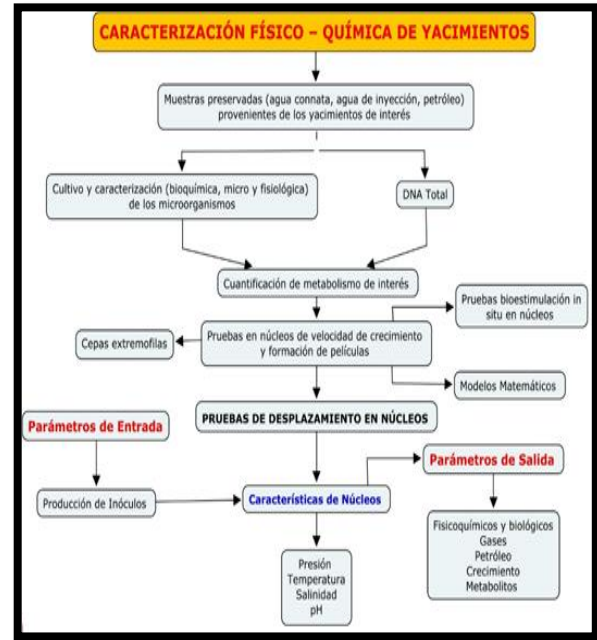 CARACTERIZACIÓN FÍSICO – QUÍMICA DE YACIMIENTOS
Muestras preservadas (agua connata, agua de inyección, petróleo)
provenientes de los yacimientos de interés
Cultivo y caracterización (bioquímica, micro y fisiológica)
de los microorganismos
DNA Total
Cuantificación de metabolismo de interés
Pruebas bioestimulación in
situ en núcleos
Cepas extremofilas
Pruebas en núcleos de velocidad de crecimiento
y formación de películas
Modelos Matemáticos
PRUEBAS DE DESPLAZAMIENTO EN NÚCLEOS
Parámetros de Entrada
Parámetros de Salida
Producción de Inóculos
Características de Núcleos
Fisicoquímicos y biológicos
Gases
Petróleo
Crecimiento
Metabolitos
Presión
Temperatura
Salinidad
pH